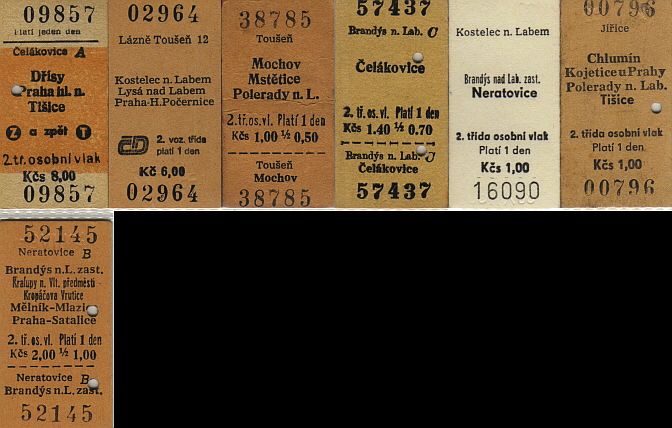 09857
Platí jeden den
Čelákovice A
Dřísy
Praha hl. n.
Tišice
Z a zpět T
2.tř. osobní vlak
Kčs 8,00
09857
02964
Lázně Toušeň 12
Kostelec n. Labem
Lysá nad Labem
Praha-H.Počernice
ČD 2. voz. třída
platí 1 den
Kč 6,00
02964
38785
Toušeň
Mochov
Mstětice
Polerady n. L.
2.tř.os.vl. Platí 1 den
Kčs 1,00 ½ 0,50
Toušeň
Mochov
38785
57437
Brandýs n. Lab. C
Čelákovice
2. tř. os. vl. Platí 1 den
Kčs 1.40 ½ 0.70
Brandýs n. Lab. C
Čelákovice
57437
Kostelec n. Labem
Brandýs nad Lab. zast.
Neratovice
2. třída osobní vlak
Platí 1 den
Kčs 1,00
16090
00796
Jiřice
Chlumín
Kojetice u Prahy
Polerady n. Lab.
Tišice
2. třída osobní vlak
Platí 1 den
Kčs 1,00
00796
52145
Neratovice B
Brandýs n.L. zast.
Kralupy n. Vlt. předměstí
Kropáčova Vrutice
Mělník-Mlazice
Praha-Satalice
2. tř. os. vl. Platí 1 den
Kčs 2,00 ½ 1,00
Neratovice B
Brandýs n.L. zast.
52145